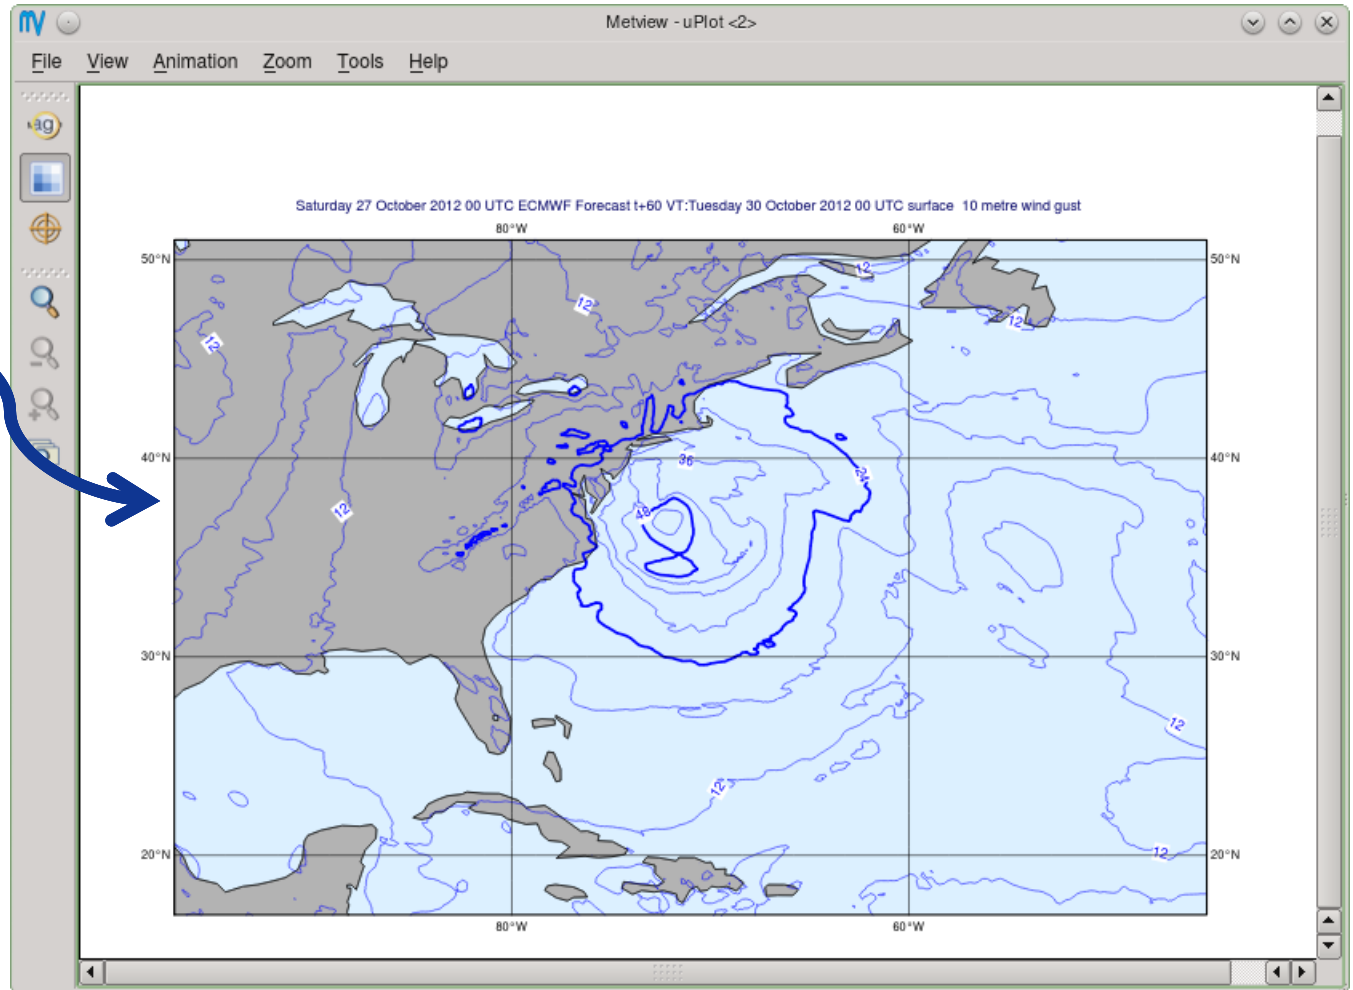 Metview - uPlot <2>
File View Animation Zoom Tools Help
ag
Saturday 27 October 2012 00 UTC ECMWF Forecast t+60 VT:Tuesday 30 October 2012 00 UTC surface 10 metre wind gust
80°W 60°W
50°N 50°N
12
12
12
12
36
40°N 40°N
24
12
48
30°N 30°N
12
12
12
20°N 20°N
80°W 60°W